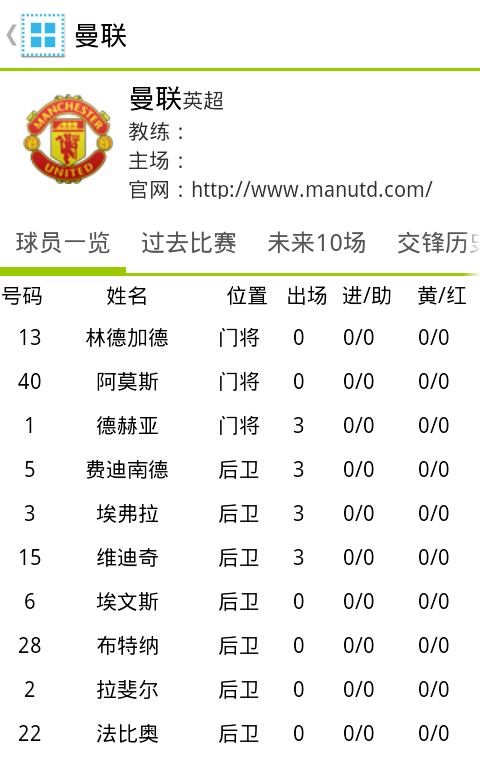 曼联
MANCHESTER
UNITED
曼联英超
教练：
主场：
官网：http://www.manutd.com/
球员一览 过去比赛 未来10场 交锋历史
号码 姓名 位置 出场 进/助 黄/红
13 林德加德 门将 0 0/0 0/0
40 阿莫斯 门将 0 0/0 0/0
1 德赫亚 门将 3 0/0 0/0
5 费迪南德 后卫 3 0/0 0/0
3 埃弗拉 后卫 3 0/0 0/0
15 维迪奇 后卫 3 0/0 0/0
6 埃文斯 后卫 0 0/0 0/0
28 布特纳 后卫 0 0/0 0/0
2 拉斐尔 后卫 0 0/0 0/0
22 法比奥 后卫 0 0/0 0/0